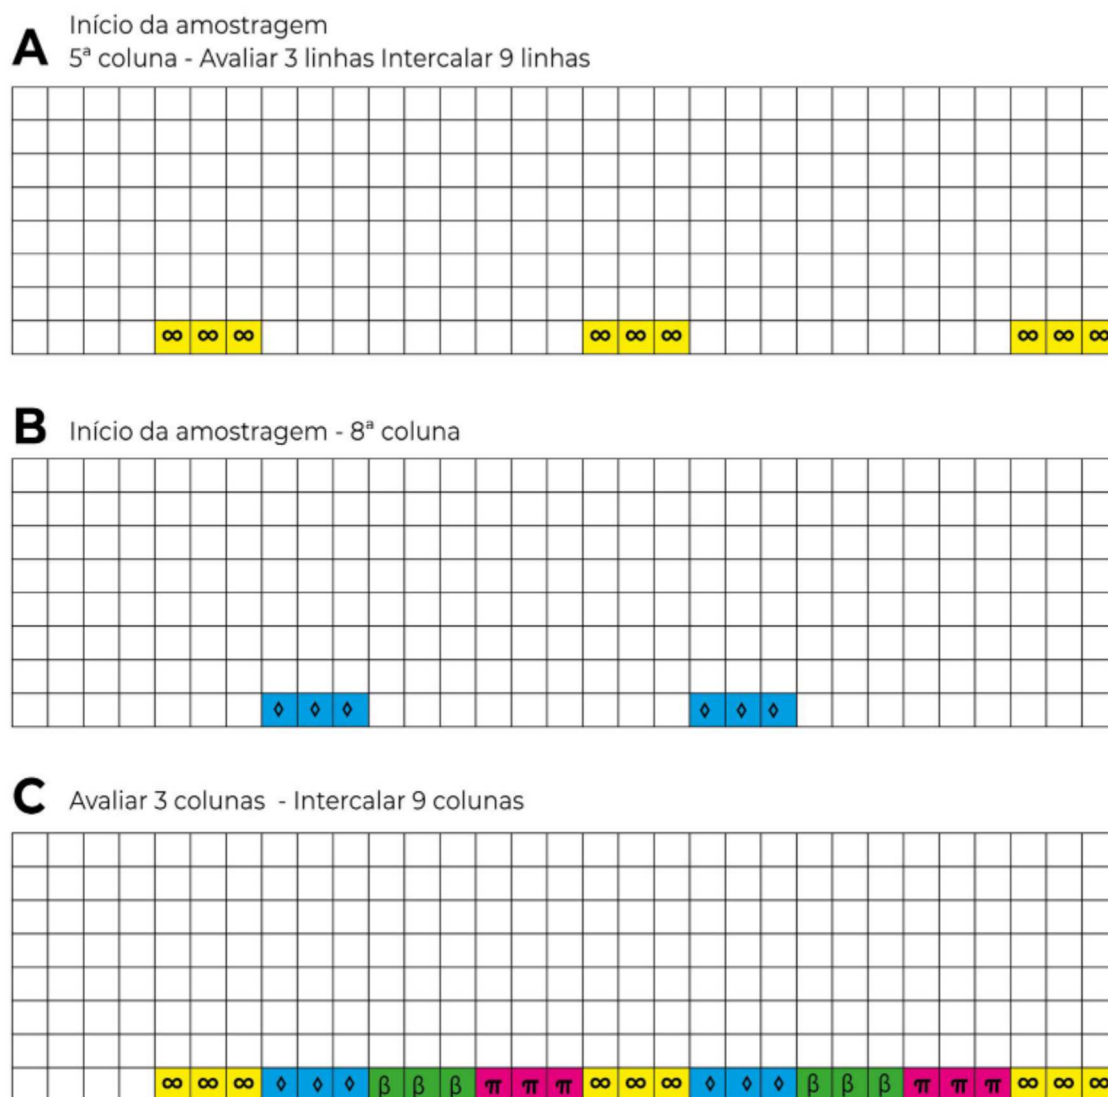 A
Início da amostragem
5ª coluna - Avaliar 3 linhas Intercalar 9 linhas
∞ ∞ ∞ ∞ ∞ ∞ ∞ ∞ ∞
B Início da amostragem - 8ª coluna
◊ ◊ ◊ ◊ ◊ ◊
C Avaliar 3 colunas - Intercalar 9 colunas
∞ ∞ ∞ ◊ ◊ ◊ β β β π π π ∞ ∞ ∞ ◊ ◊ ◊ β β β π π π ∞ ∞ ∞